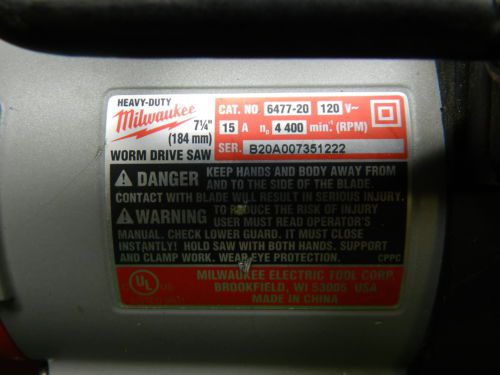 HEAVY-DUTY
Milwaukee
7¼"
(184 mm)
WORM DRIVE SAW
CAT. NO 6477-20 120 V~
15 A n₀ 4 400 min.⁻¹ (RPM)
SER. B20A007351222
DANGER KEEP HANDS AND BODY AWAY FROM
AND TO THE SIDE OF THE BLADE.
CONTACT WITH BLADE WILL RESULT IN SERIOUS INJURY.
WARNING TO REDUCE THE RISK OF INJURY
USER MUST READ OPERATOR'S
MANUAL. CHECK LOWER GUARD. IT MUST CLOSE
INSTANTLY! HOLD SAW WITH BOTH HANDS. SUPPORT
AND CLAMP WORK. WEAR EYE PROTECTION. CPPC
C UL US
MILWAUKEE ELECTRIC TOOL CORP.
BROOKFIELD, WI 53005 USA
MADE IN CHINA